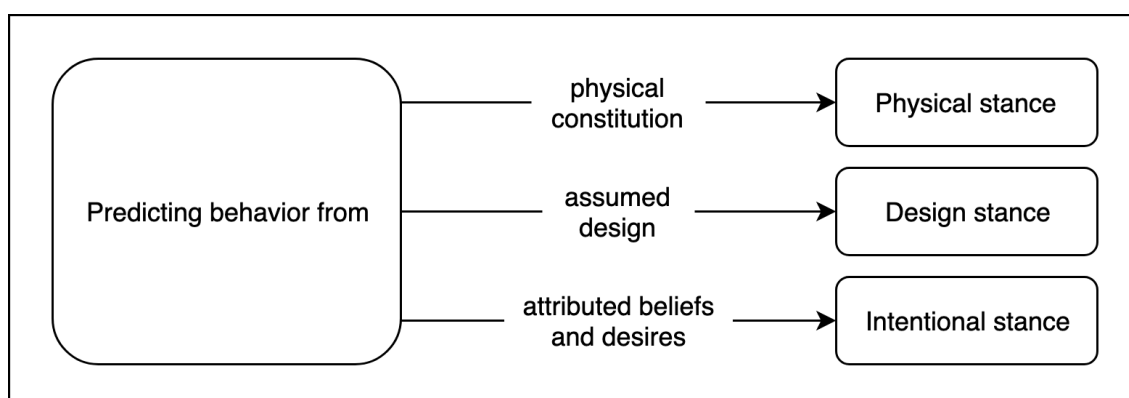 Predicting behavior from
physical
constitution
Physical stance
assumed
design
Design stance
attributed beliefs
and desires
Intentional stance